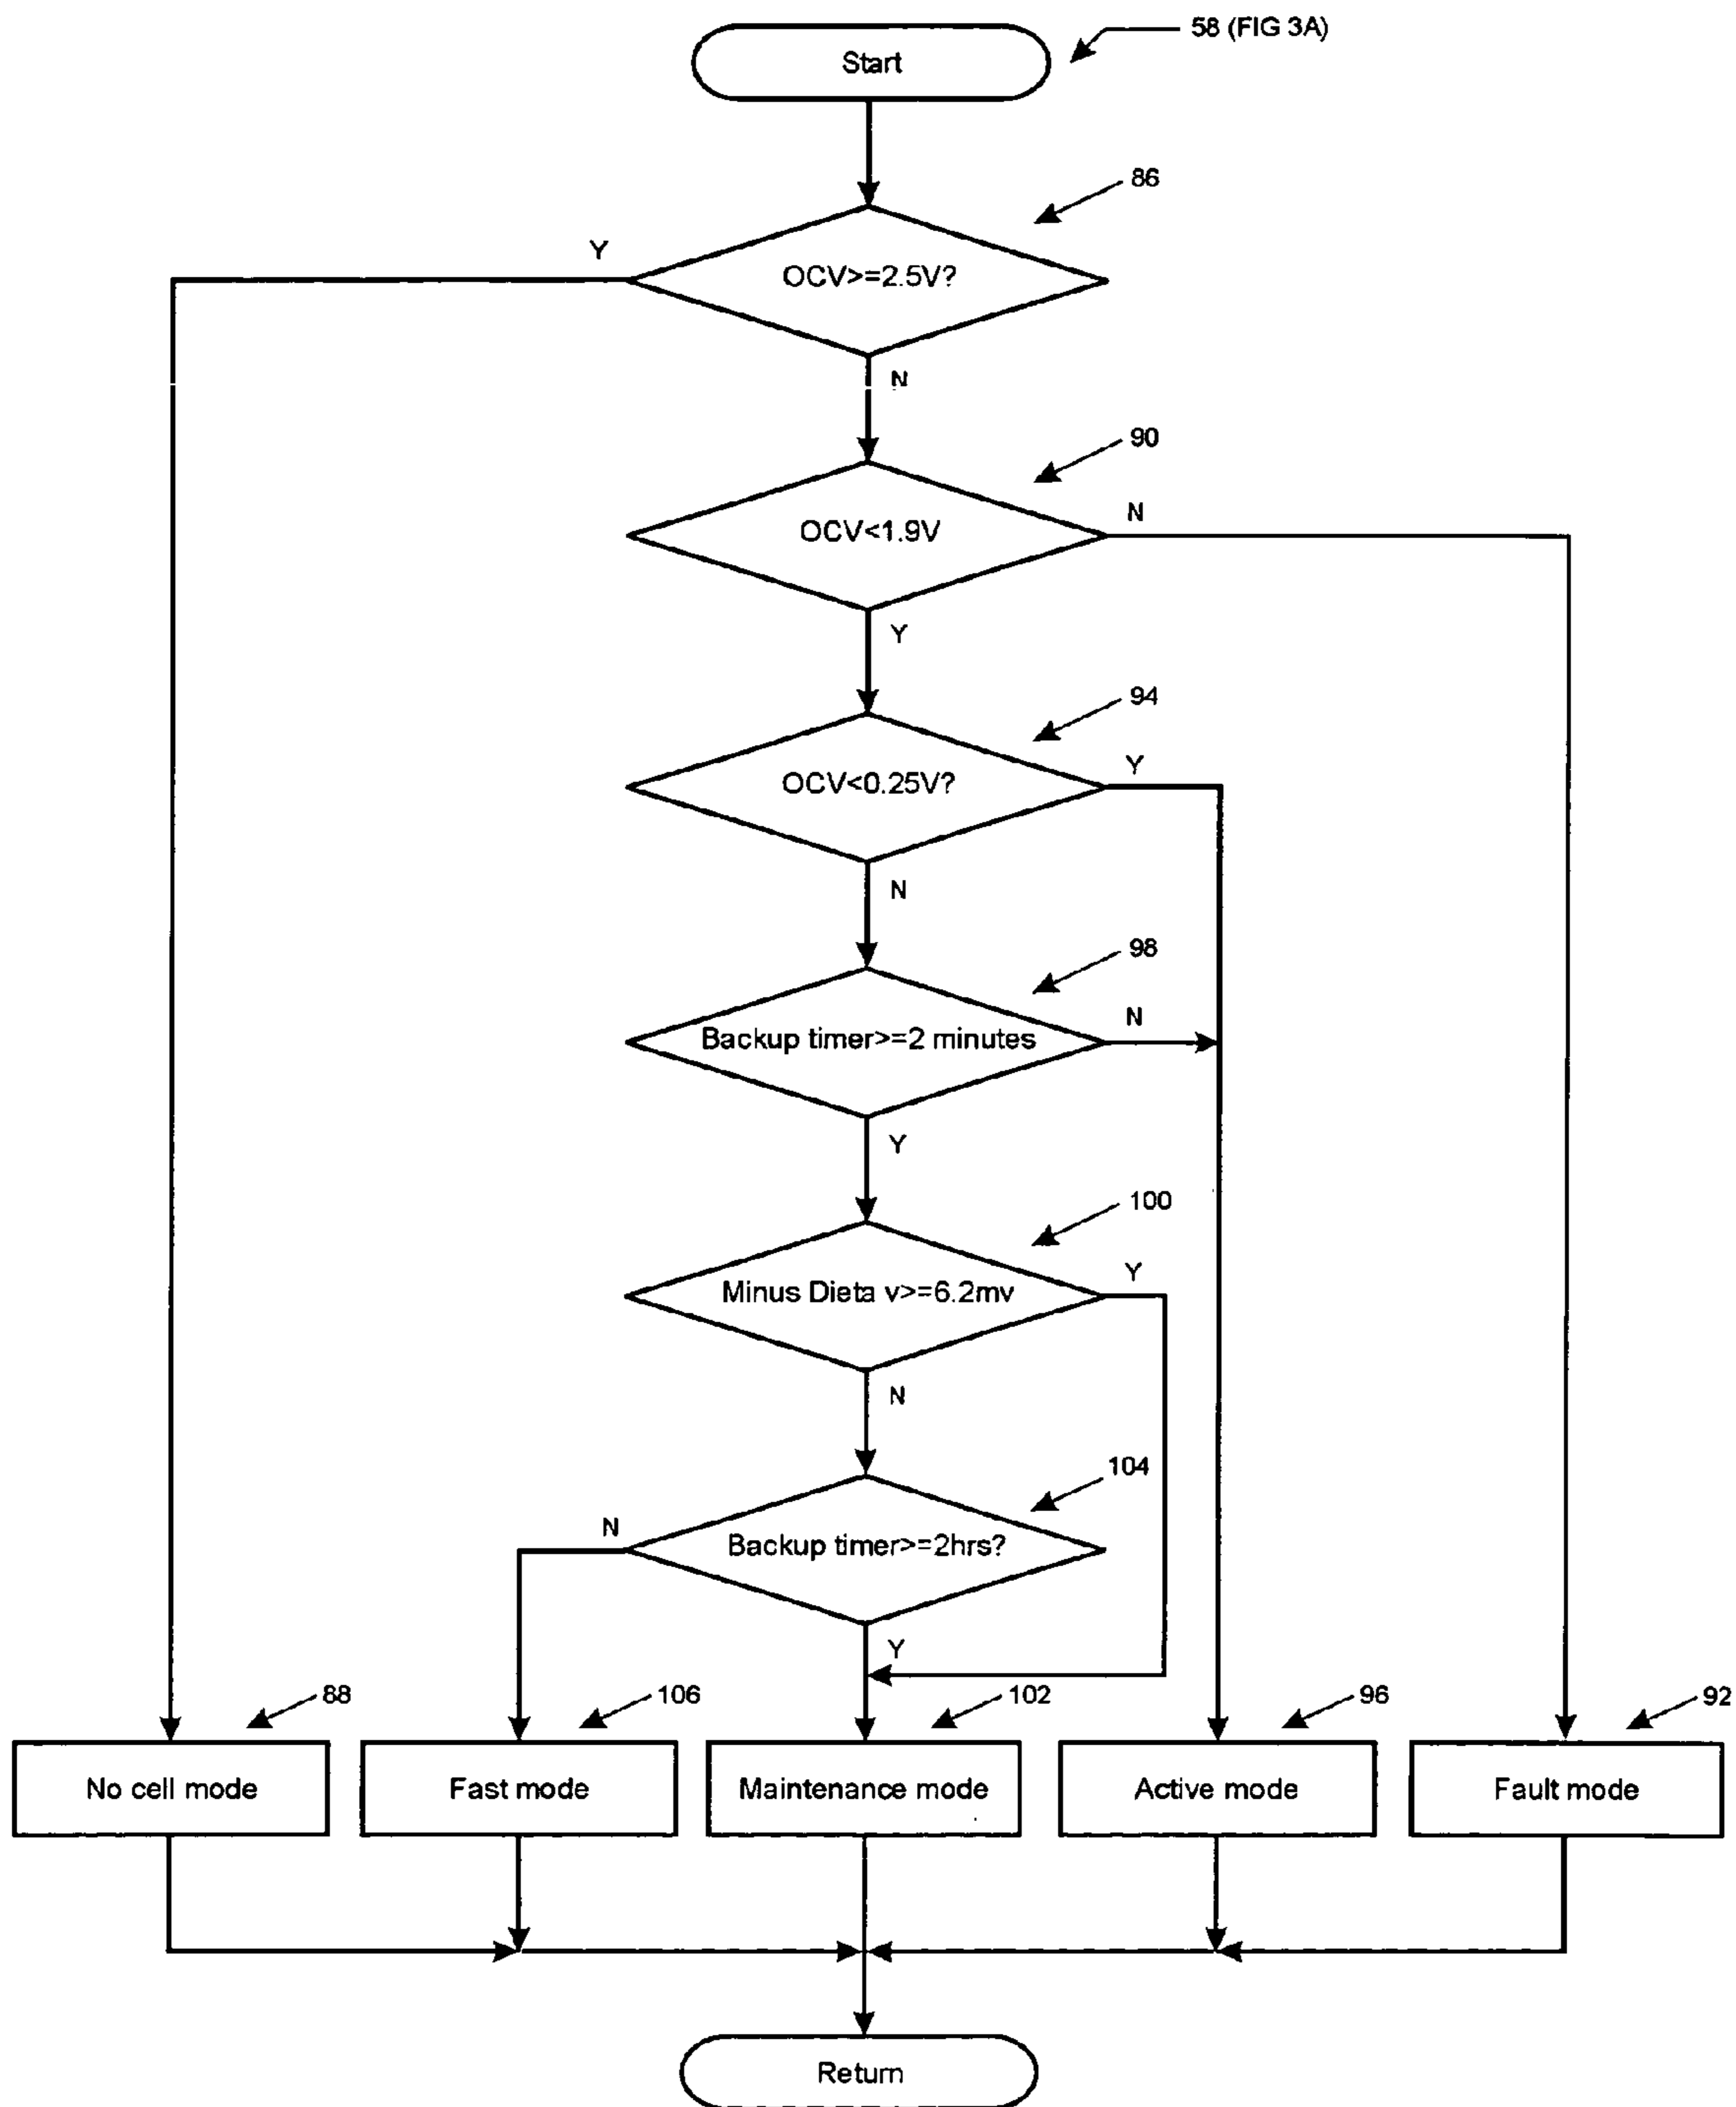 58 (FIG 3A)
Start
86
Y
OCV>=2.5V?
N
90
N
OCV<1.9V
Y
94
Y
OCV<0.25V?
N
98
N
Backup timer>=2 minutes
Y
100
Y
Minus Dieta v>=6.2mv
N
104
N
Backup timer>=2hrs?
Y
88
106
102
96
92
No cell mode
Fast mode
Maintenance mode
Active mode
Fault mode
Return